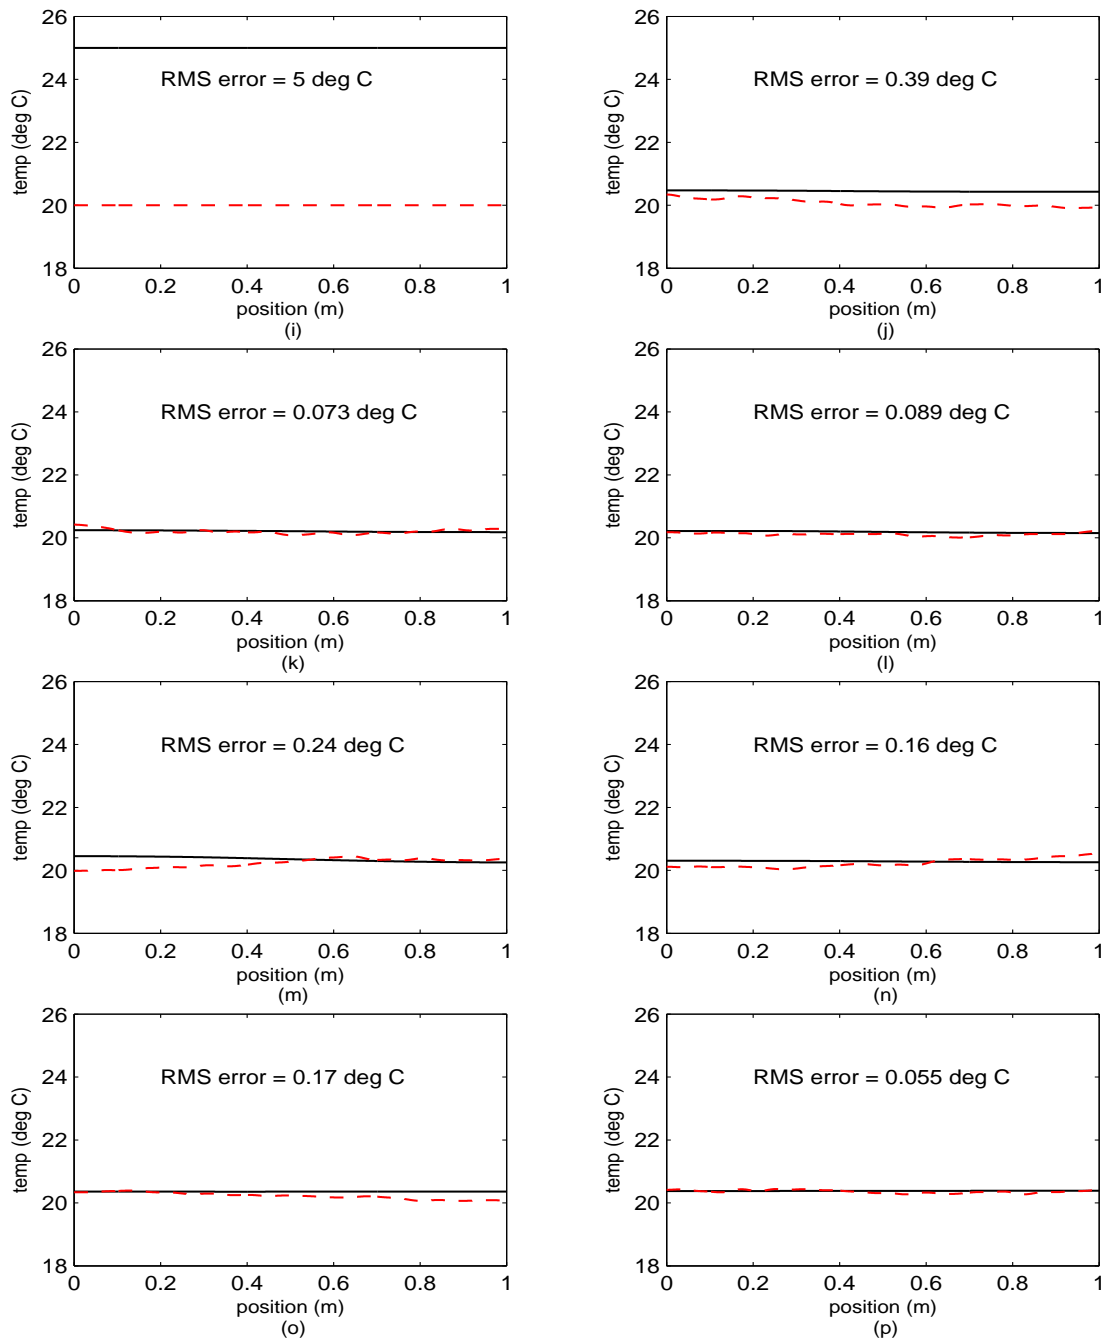 26
24
22
20
18
temp (deg C)
RMS error = 5 deg C
0 0.2 0.4 0.6 0.8 1
position (m)
(i)
26
24
22
20
18
temp (deg C)
RMS error = 0.39 deg C
0 0.2 0.4 0.6 0.8 1
position (m)
(j)
26
24
22
20
18
temp (deg C)
RMS error = 0.073 deg C
0 0.2 0.4 0.6 0.8 1
position (m)
(k)
26
24
22
20
18
temp (deg C)
RMS error = 0.089 deg C
0 0.2 0.4 0.6 0.8 1
position (m)
(l)
26
24
22
20
18
temp (deg C)
RMS error = 0.24 deg C
0 0.2 0.4 0.6 0.8 1
position (m)
(m)
26
24
22
20
18
temp (deg C)
RMS error = 0.16 deg C
0 0.2 0.4 0.6 0.8 1
position (m)
(n)
26
24
22
20
18
temp (deg C)
RMS error = 0.17 deg C
0 0.2 0.4 0.6 0.8 1
position (m)
(o)
26
24
22
20
18
temp (deg C)
RMS error = 0.055 deg C
0 0.2 0.4 0.6 0.8 1
position (m)
(p)